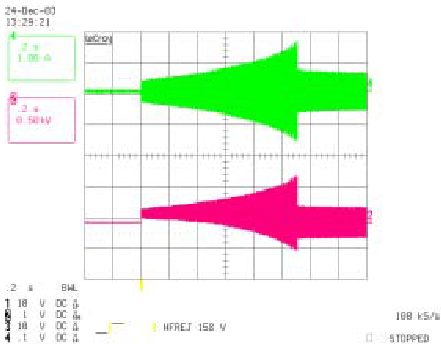 24-Dec-03
13:29:21
LeCroy
4
.2 s
1.00 A
.2 s
0.50 kV
.2 s BWL
1 10 V DC
2 .1 V DC
3 10 V DC
4 .1 V DC
HFREJ 150 V
100 kS/s
STOPPED